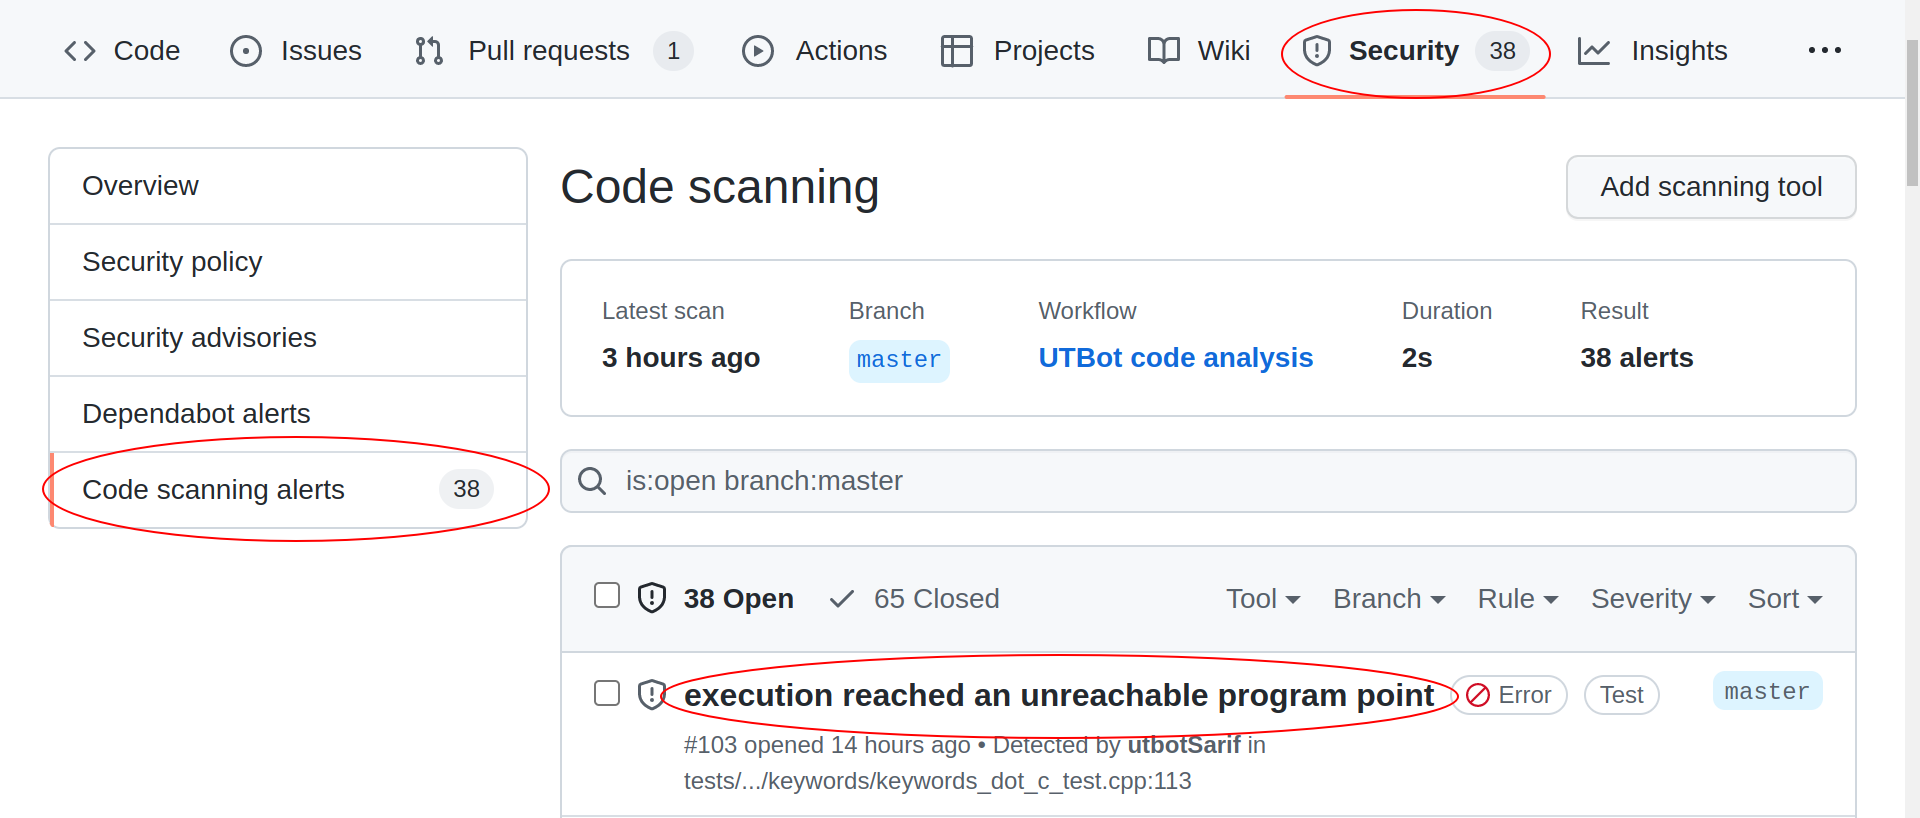 Code Issues Pull requests 1 Actions Projects Wiki Security 38 Insights
Overview
Security policy
Security advisories
Dependabot alerts
Code scanning alerts 38
Code scanning Add scanning tool
Latest scan Branch Workflow Duration Result
3 hours ago master UTBot code analysis 2s 38 alerts
is:open branch:master
38 Open 65 Closed Tool Branch Rule Severity Sort
execution reached an unreachable program point Error Test master
#103 opened 14 hours ago • Detected by utbotSarif in
tests/.../keywords/keywords_dot_c_test.cpp:113